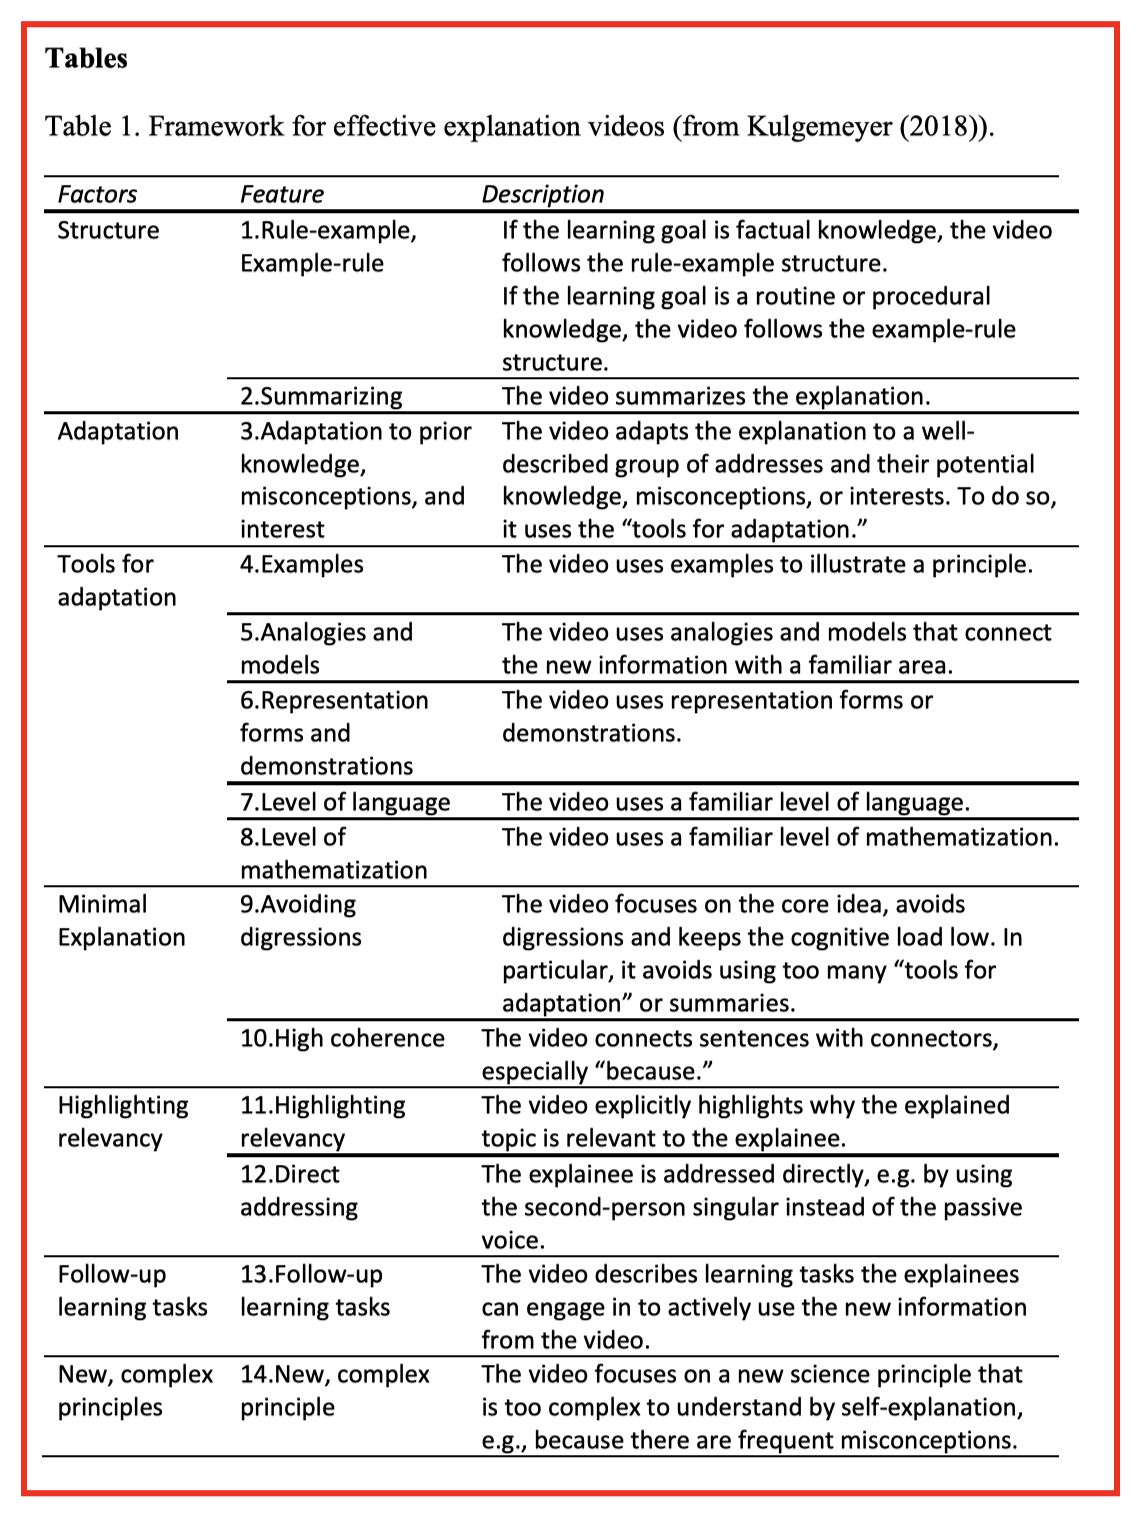 Tables
Table 1. Framework for effective explanation videos (from Kulgemeyer (2018)).
Factors Feature Description
Structure 1.Rule-example, If the learning goal is factual knowledge, the video
Example-rule follows the rule-example structure.
If the learning goal is a routine or procedural
knowledge, the video follows the example-rule
structure.
2.Summarizing The video summarizes the explanation.
Adaptation 3.Adaptation to prior The video adapts the explanation to a well-
knowledge, described group of addresses and their potential
misconceptions, and knowledge, misconceptions, or interests. To do so,
interest it uses the “tools for adaptation.”
Tools for 4.Examples The video uses examples to illustrate a principle.
adaptation
5.Analogies and The video uses analogies and models that connect
models the new information with a familiar area.
6.Representation The video uses representation forms or
forms and demonstrations.
demonstrations
7.Level of language The video uses a familiar level of language.
8.Level of The video uses a familiar level of mathematization.
mathematization
Minimal 9.Avoiding The video focuses on the core idea, avoids
Explanation digressions digressions and keeps the cognitive load low. In
particular, it avoids using too many “tools for
adaptation” or summaries.
10.High coherence The video connects sentences with connectors,
especially “because.”
Highlighting 11.Highlighting The video explicitly highlights why the explained
relevancy relevancy topic is relevant to the explainee.
12.Direct The explainee is addressed directly, e.g. by using
addressing the second-person singular instead of the passive
voice.
Follow-up 13.Follow-up The video describes learning tasks the explainees
learning tasks learning tasks can engage in to actively use the new information
from the video.
New, complex 14.New, complex The video focuses on a new science principle that
principles principle is too complex to understand by self-explanation,
e.g., because there are frequent misconceptions.